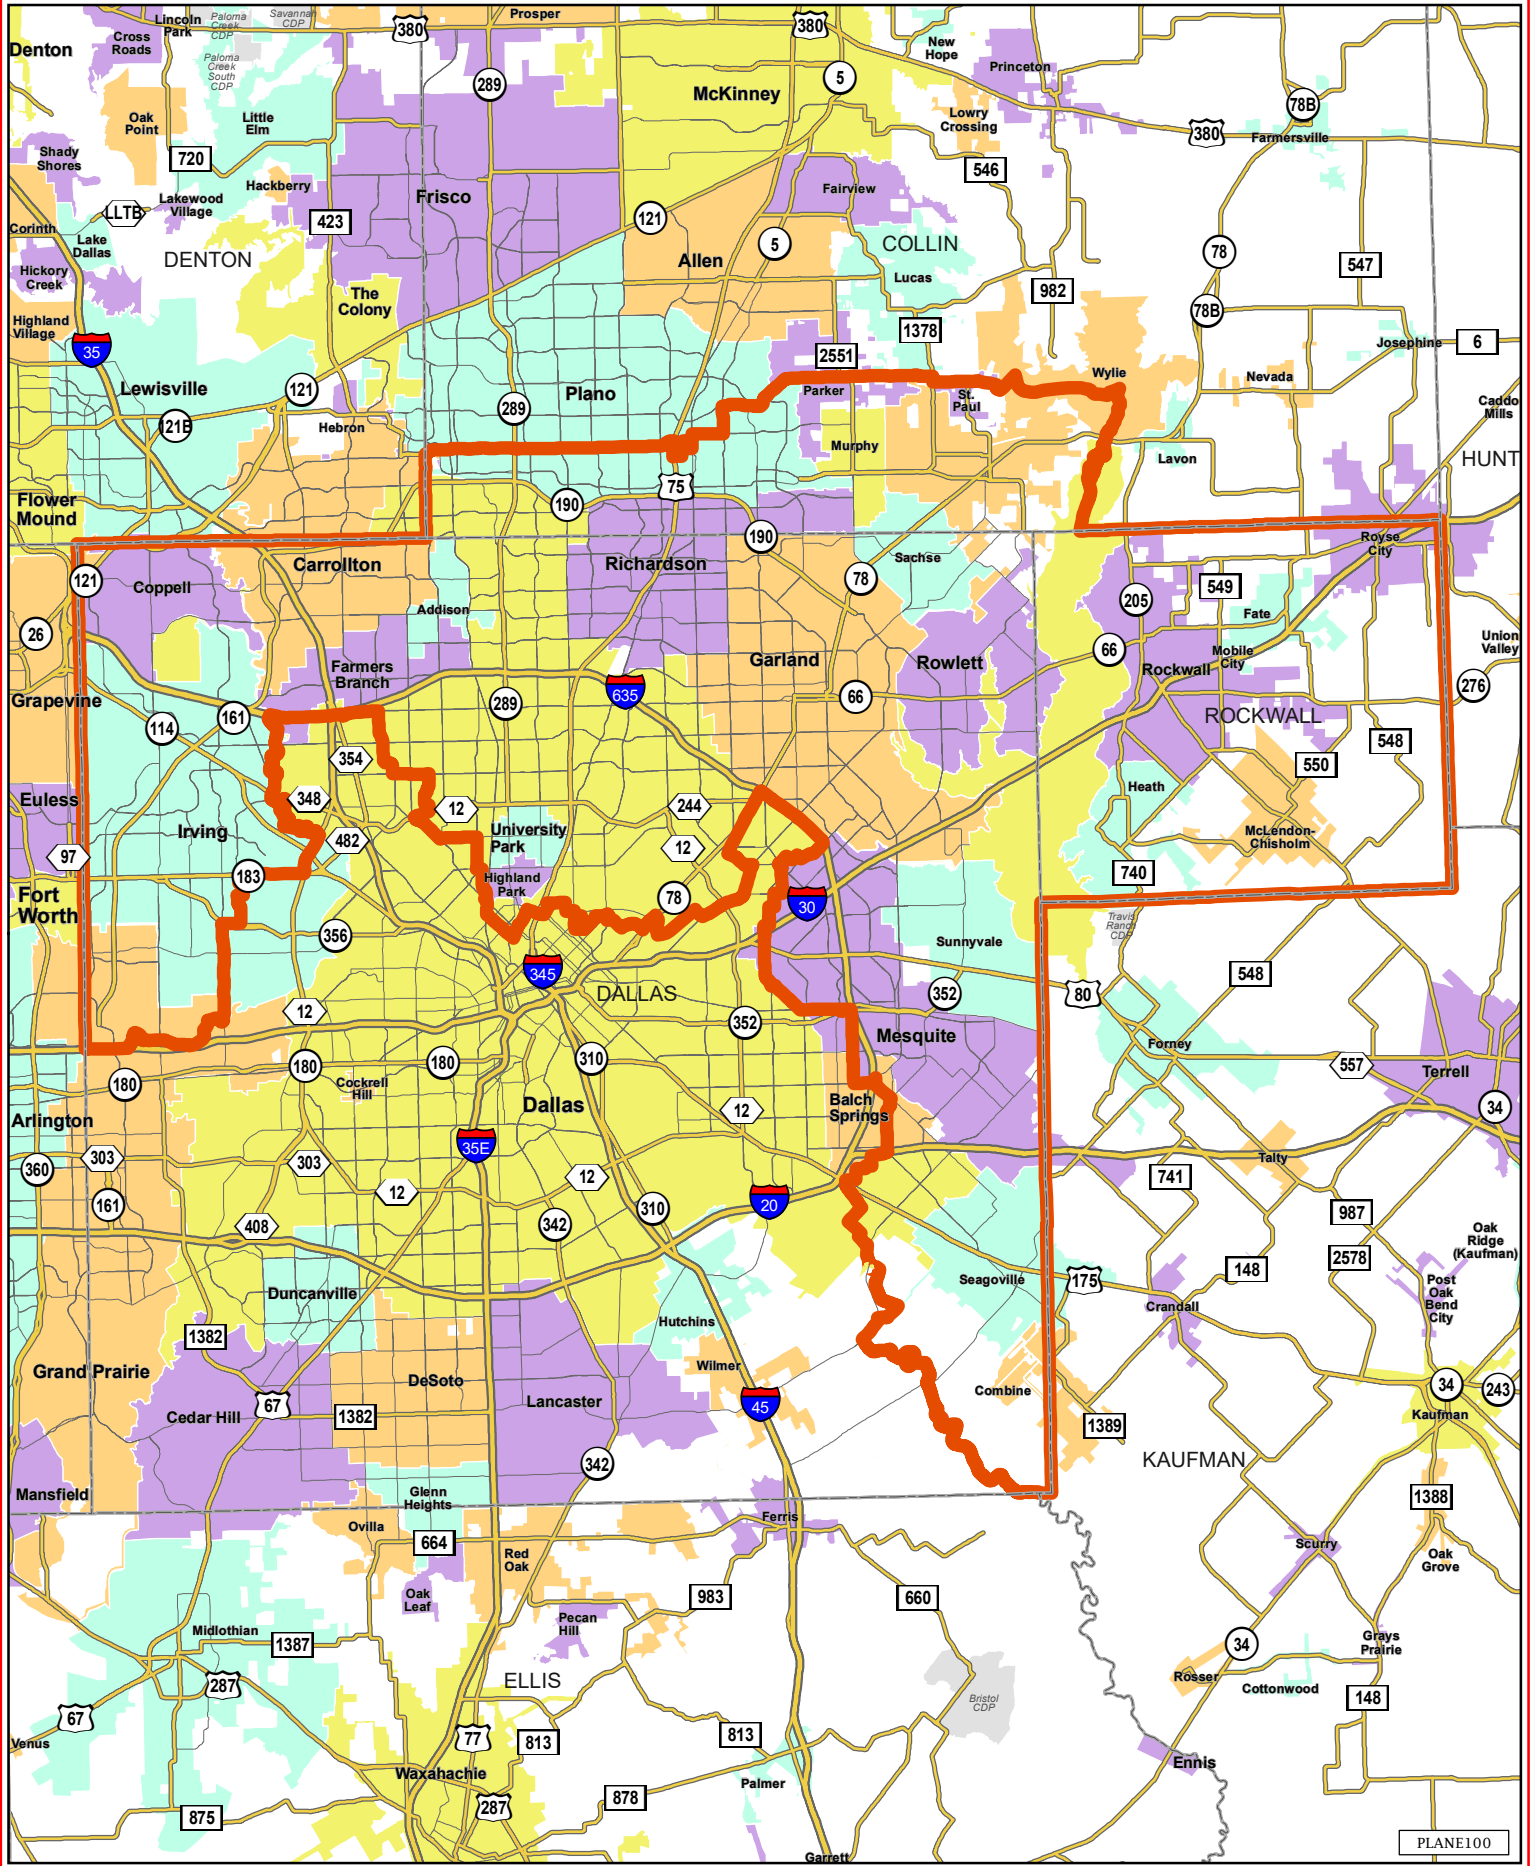 Denton
Lincoln
Park
Paloma
Creek
CDP
Savannah
CDP
Cross
Roads
Paloma
Creek
South
CDP
380
Prosper
380
New
Hope
Princeton
289
5
McKinney
Oak
Point
Little
Elm
Lowry
Crossing
78B
380
Farmersville
Shady
Shores
720
546
Hackberry
Lakewood
Village
Frisco
Fairview
LLTB
423
121
Corinth
Lake
Dallas
DENTON
Allen
5
COLLIN
78
547
Hickory
Creek
Lucas
982
The
Colony
78B
Highland
Village
35
1378
2551
Josephine
6
Lewisville
121
Plano
Parker
St.
Paul
Wylie
Nevada
289
Caddo
Mills
121B
Hebron
Murphy
Lavon
HUNT
Flower
Mound
75
190
190
Royse
City
Carrollton
Richardson
Sachse
121
Coppell
78
549
205
Addison
Fate
26
Union
Valley
Farmers
Branch
Garland
Rowlett
66
Mobile
City
Rockwall
Grapevine
635
66
276
289
161
114
ROCKWALL
548
354
550
Euless
348
12
244
Heath
Irving
482
University
Park
12
McLendon-
Chisholm
97
183
Highland
Park
740
Fort
Worth
78
30
Travis
Ranch
CDP
356
Sunnyvale
345
548
DALLAS
352
80
12
352
Mesquite
Forney
180
180
180
310
557
Terrell
Cockrell
Hill
Dallas
12
Balch
Springs
34
Arlington
35E
303
303
Talty
360
12
12
741
161
20
310
987
408
342
Oak
Ridge
(Kaufman)
2578
148
Duncanville
Seagoville
175
Post
Oak
Bend
City
Crandall
1382
Hutchins
Grand Prairie
DeSoto
Wilmer
Combine
34
243
67
1382
Cedar Hill
Lancaster
45
1389
Kaufman
342
KAUFMAN
Mansfield
Glenn
Heights
1388
Ferris
Ovilla
664
Red
Oak
Scurry
Oak
Grove
Oak
Leaf
983
660
Pecan
Hill
Midlothian
1387
34
Grays
Prairie
287
ELLIS
Rosser
Cottonwood
Bristol
CDP
148
67
Venus
77
813
813
Ennis
Waxahachie
Palmer
287
878
875
PLANE100
Garrett